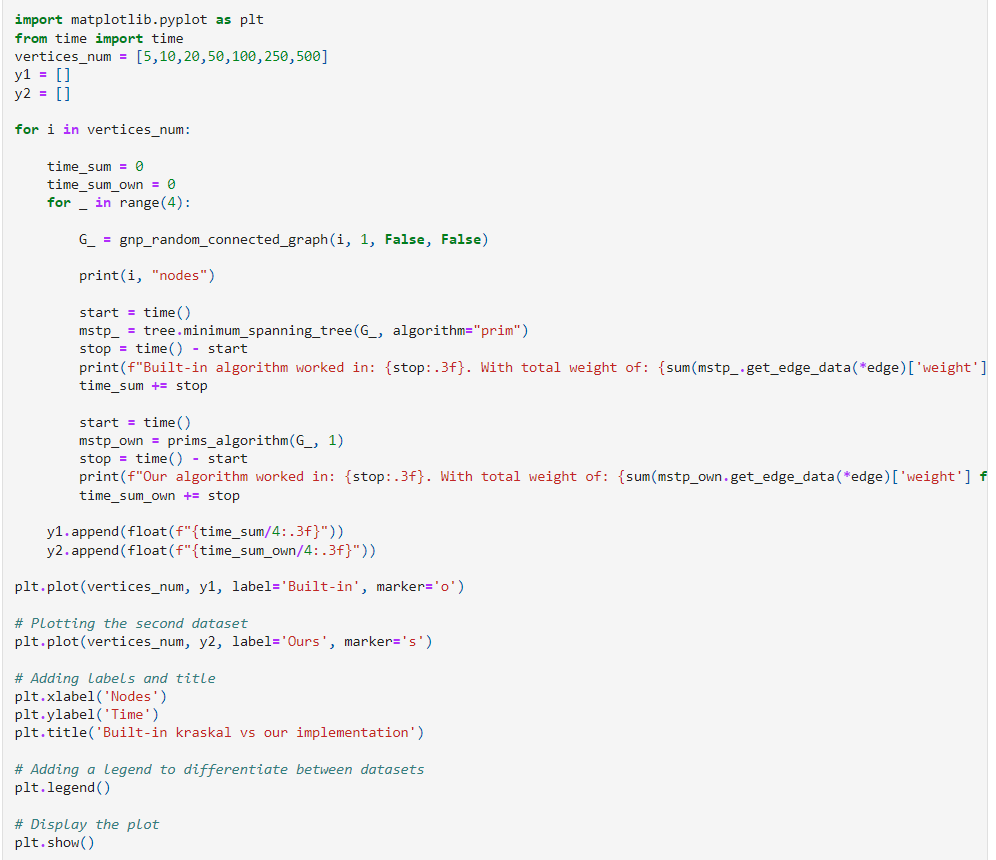 import matplotlib.pyplot as plt
from time import time
vertices_num = [5,10,20,50,100,250,500]
y1 = []
y2 = []
for i in vertices_num:
    time_sum = 0
    time_sum_own = 0
    for _ in range(4):
        G_ = gnp_random_connected_graph(i, 1, False, False)
        print(i, "nodes")
        start = time()
        mstp_ = tree.minimum_spanning_tree(G_, algorithm="prim")
        stop = time() - start
        print(f"Built-in algorithm worked in: {stop:.3f}. With total weight of: {sum(mstp_.get_edge_data(*edge)['weight']
        time_sum += stop
        start = time()
        mstp_own = prims_algorithm(G_, 1)
        stop = time() - start
        print(f"Our algorithm worked in: {stop:.3f}. With total weight of: {sum(mstp_own.get_edge_data(*edge)['weight'] f
        time_sum_own += stop
    y1.append(float(f"{time_sum/4:.3f}"))
    y2.append(float(f"{time_sum_own/4:.3f}"))
plt.plot(vertices_num, y1, label='Built-in', marker='o')
# Plotting the second dataset
plt.plot(vertices_num, y2, label='Ours', marker='s')
# Adding labels and title
plt.xlabel('Nodes')
plt.ylabel('Time')
plt.title('Built-in kraskal vs our implementation')
# Adding a legend to differentiate between datasets
plt.legend()
# Display the plot
plt.show()